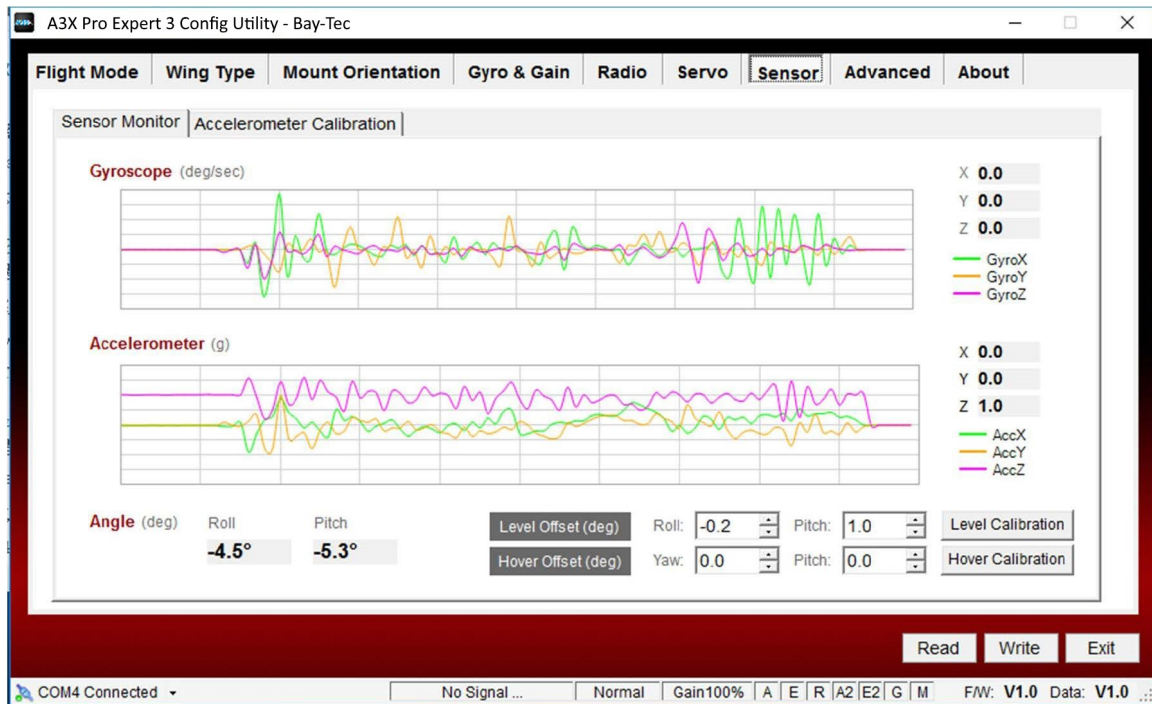 A3X Pro Expert 3 Config Utility - Bay-Tec
Flight Mode Wing Type Mount Orientation Gyro & Gain Radio Servo Sensor Advanced About
Sensor Monitor Accelerometer Calibration
Gyroscope (deg/sec)
X 0.0
Y 0.0
Z 0.0
GyroX
GyroY
GyroZ
Accelerometer (g)
X 0.0
Y 0.0
Z 1.0
AccX
AccY
AccZ
Angle (deg) Roll Pitch Level Offset (deg) Roll: -0.2 Pitch: 1.0 Level Calibration
-4.5° -5.3° Hover Offset (deg) Yaw: 0.0 Pitch: 0.0 Hover Calibration
Read Write Exit
COM4 Connected No Signal ... Normal Gain100% A E R A2 E2 G M F/W: V1.0 Data: V1.0